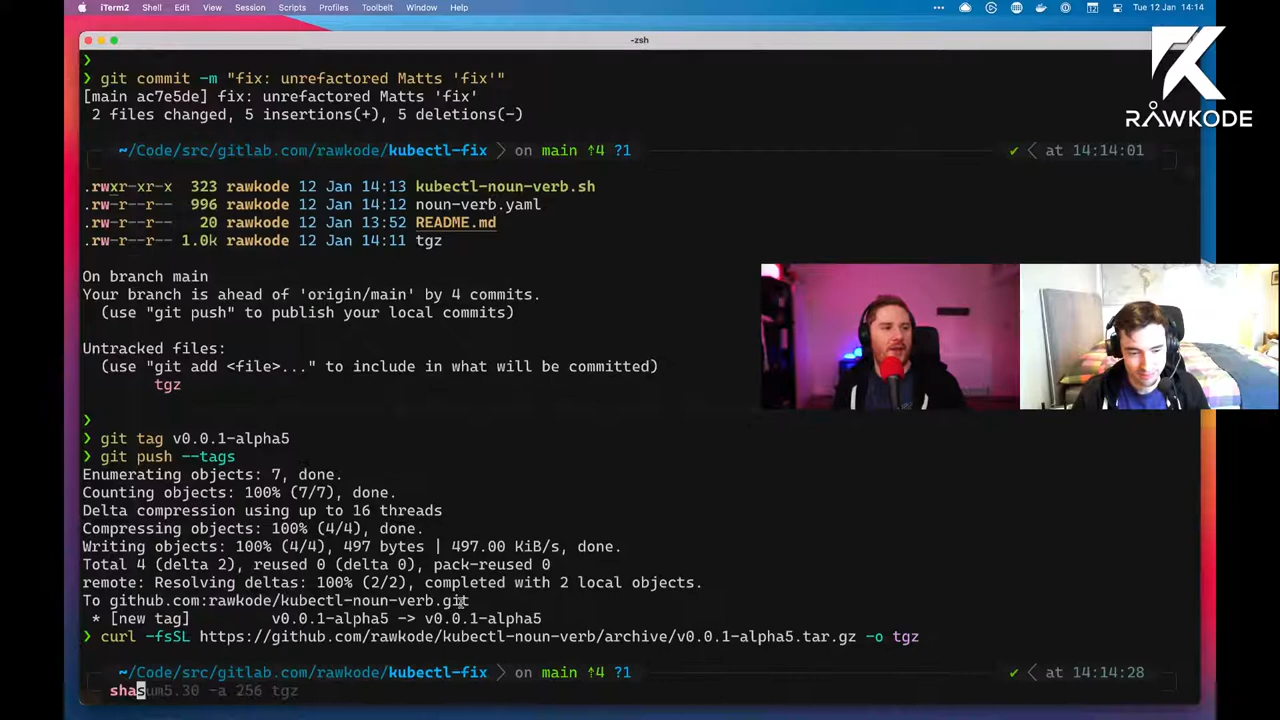 iTerm2 Shell Edit View Session Scripts Profiles Toolbelt Window Help
Tue 12 Jan 14:14
-zsh
RAWKODE
❯
❯ git commit -m "fix: unrefactored Matts 'fix'"
[main ac7e5de] fix: unrefactored Matts 'fix'
2 files changed, 5 insertions(+), 5 deletions(-)
~/Code/src/gitlab.com/rawkode/kubectl-fix on main ⇡4 ?1 ✔ at 14:14:01
.rwxr-xr-x 323 rawkode 12 Jan 14:13 kubectl-noun-verb.sh
.rw-r--r-- 996 rawkode 12 Jan 14:12 noun-verb.yaml
.rw-r--r-- 20 rawkode 12 Jan 13:52 README.md
.rw-r--r-- 1.0k rawkode 12 Jan 14:11 tgz
On branch main
Your branch is ahead of 'origin/main' by 4 commits.
(use "git push" to publish your local commits)
Untracked files:
(use "git add <file>..." to include in what will be committed)
tgz
❯
❯ git tag v0.0.1-alpha5
❯ git push --tags
Enumerating objects: 7, done.
Counting objects: 100% (7/7), done.
Delta compression using up to 16 threads
Compressing objects: 100% (4/4), done.
Writing objects: 100% (4/4), 497 bytes | 497.00 KiB/s, done.
Total 4 (delta 2), reused 0 (delta 0), pack-reused 0
remote: Resolving deltas: 100% (2/2), completed with 2 local objects.
To github.com:rawkode/kubectl-noun-verb.git
* [new tag] v0.0.1-alpha5 -> v0.0.1-alpha5
❯ curl -fsSL https://github.com/rawkode/kubectl-noun-verb/archive/v0.0.1-alpha5.tar.gz -o tgz
~/Code/src/gitlab.com/rawkode/kubectl-fix on main ⇡4 ?1 ✔ at 14:14:28
shasum5.30 -a 256 tgz